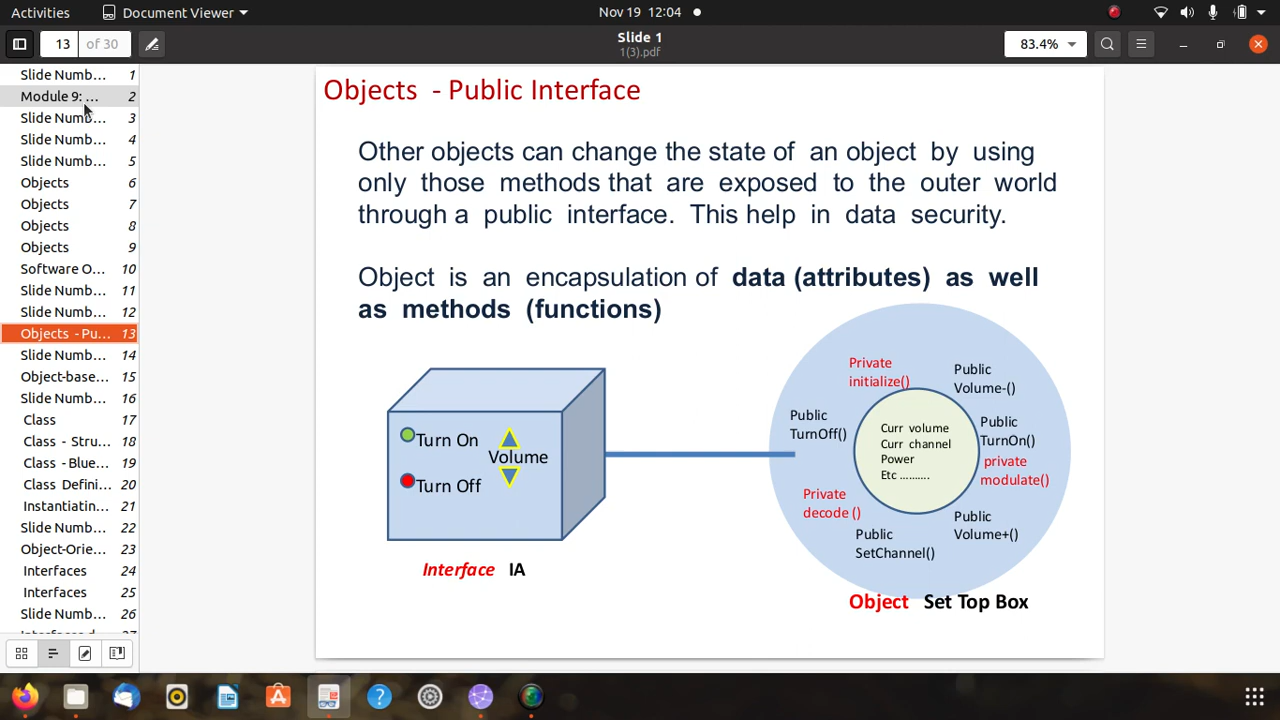 Activities
Document Viewer
Nov 19 12:04
13 of 30
Slide 1
1(3).pdf
83.4%
Slide Numb... 1
Module 9: ... 2
Slide Numb... 3
Slide Numb... 4
Slide Numb... 5
Objects 6
Objects 7
Objects 8
Objects 9
Software O... 10
Slide Numb... 11
Slide Numb... 12
Objects - Pu... 13
Slide Numb... 14
Object-base... 15
Slide Numb... 16
Class 17
Class - Stru... 18
Class - Blue... 19
Class Defini... 20
Instantiatin... 21
Slide Numb... 22
Object-Orie... 23
Interfaces 24
Interfaces 25
Slide Numb... 26
Objects - Public Interface
Other objects can change the state of an object by using
only those methods that are exposed to the outer world
through a public interface. This help in data security.
Object is an encapsulation of data (attributes) as well
as methods (functions)
Turn On
Volume
Turn Off
Interface IA
Private
initialize()
Public
Volume-()
Public
TurnOff()
Public
TurnOn()
private
modulate()
Curr volume
Curr channel
Power
Etc ..........
Private
decode ()
Public
SetChannel()
Public
Volume+()
Object Set Top Box